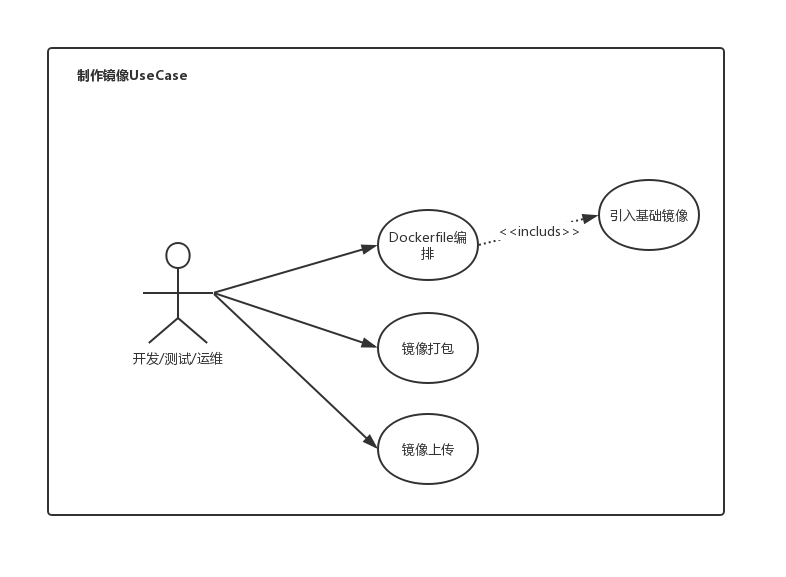 制作镜像UseCase
Dockerfile编
排
<<includs>>
引入基础镜像
开发/测试/运维
镜像打包
镜像上传